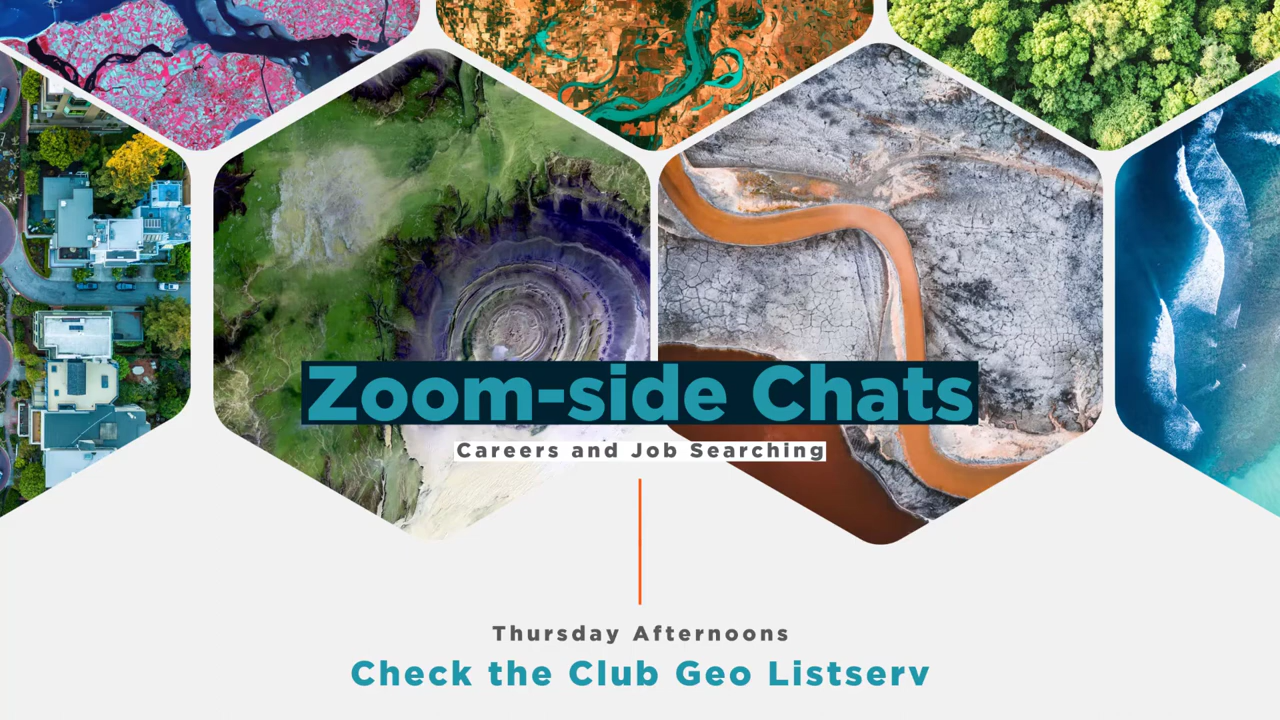 Zoom-side Chats
Careers and Job Searching
Thursday Afternoons
Check the Club Geo Listserv